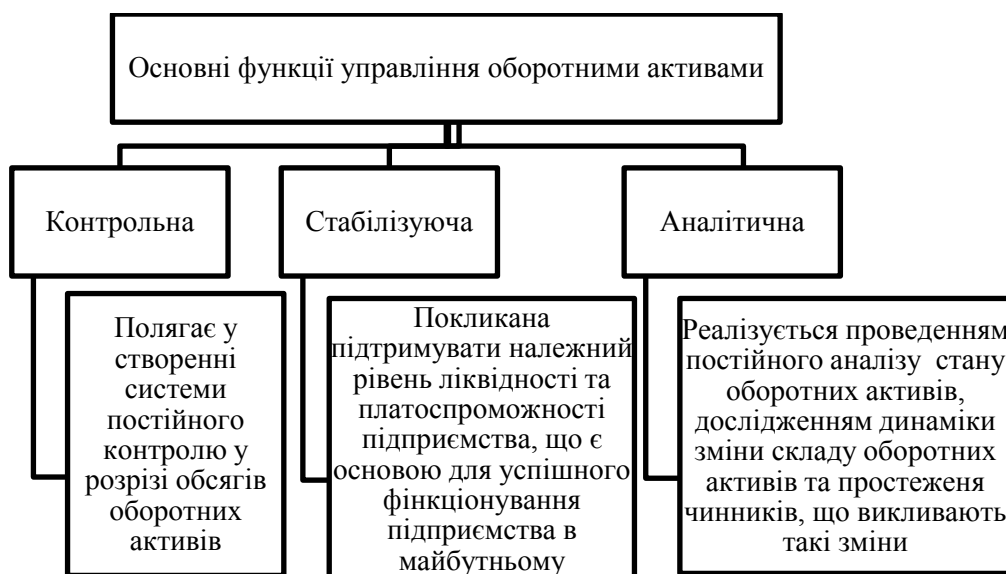 Основні функції управління оборотними активами
Контрольна
Стабілізуюча
Аналітична
Полягає у
створенні
системи
постійного
контролю у
розрізі обсягів
оборотних
активів
Покликана
підтримувати належний
рівень ліквідності та
платоспроможності
підприємства, що є
основою для успішного
фінкціонування
підприємства в
майбутньому
Реалізується проведенням
постійного аналізу стану
оборотних активів,
дослідженням динаміки
зміни складу оборотних
активів та простеженя
чинників, що викливають
такі зміни